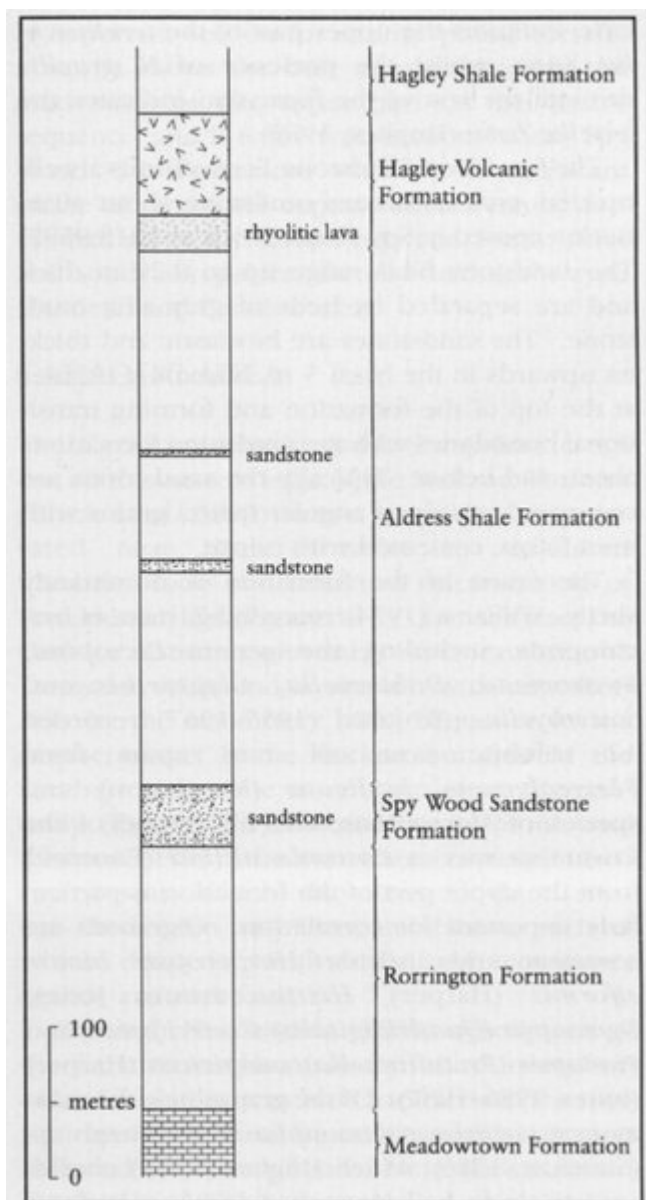 Hagley Shale Formation
Hagley Volcanic
Formation
rhyolitic lava
sandstone
Aldress Shale Formation
sandstone
sandstone
Spy Wood Sandstone
Formation
Rorrington Formation
100
metres
Meadowtown Formation
0